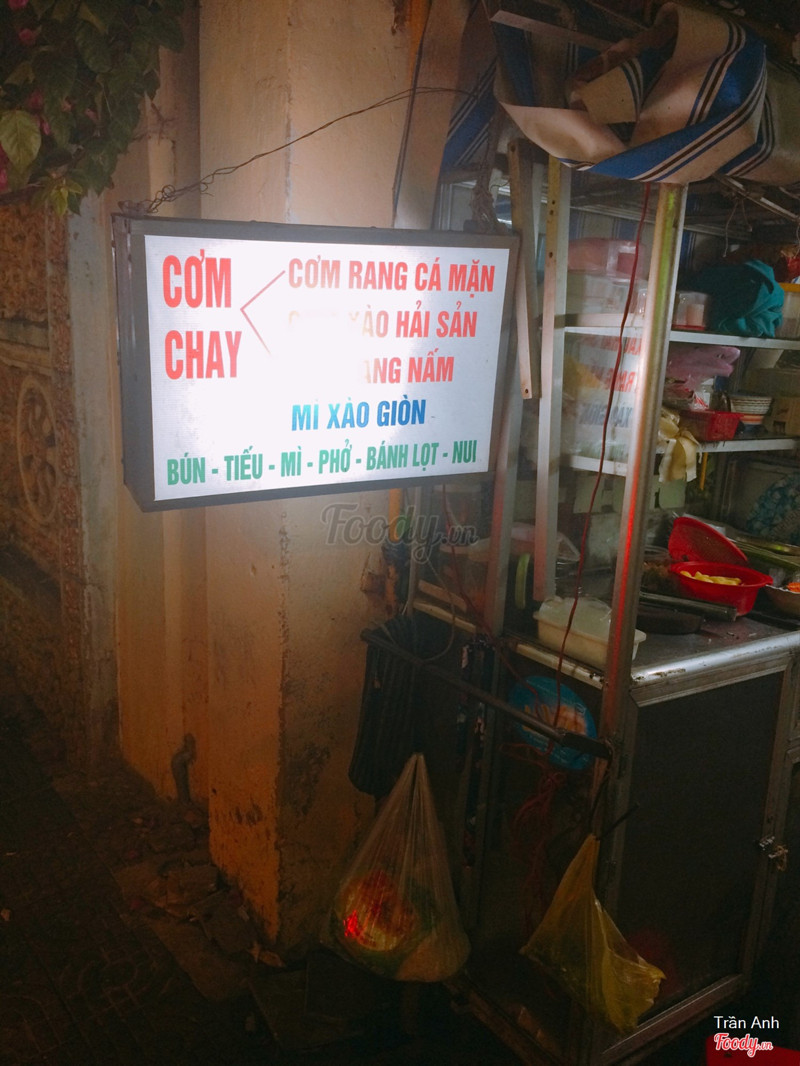 CƠM CHAY
CƠM RANG CÁ MẶN
XÀO HẢI SẢN
NẤM
MÌ XÀO GIÒN
BÚN - TIẾU - MÌ - PHỞ - BÁNH LỌT - NUI
Foody.vn
Trần Anh
Foody.vn